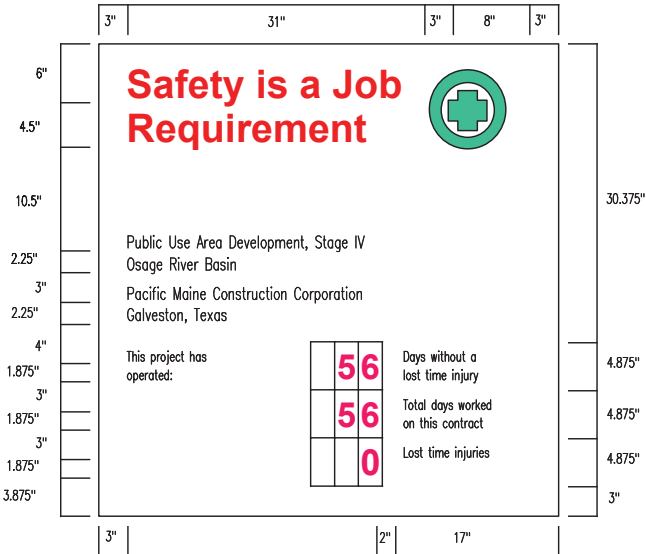 3" 31" 3" 8" 3"
6"
4.5"
10.5"
2.25"
3"
2.25"
4"
1.875"
3"
1.875"
3"
1.875"
3.875"
Safety is a Job
Requirement
Public Use Area Development, Stage IV
Osage River Basin
Pacific Maine Construction Corporation
Galveston, Texas
This project has
operated:
56
Days without a
lost time injury
56
Total days worked
on this contract
0
Lost time injuries
30.375"
4.875"
4.875"
4.875"
3"
3" 2" 17"